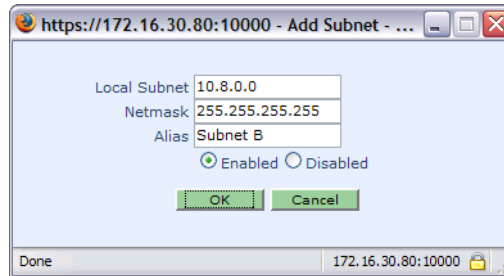 https://172.16.30.80:10000 - Add Subnet - ...
Local Subnet 10.8.0.0
Netmask 255.255.255.255
Alias Subnet B
Enabled Disabled
OK Cancel
Done 172.16.30.80:10000